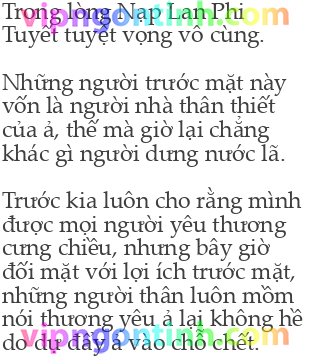 Trong lòng Nạp Lam Phi
Tuyết tuyệt vọng vô cùng.
Những người trước mặt này
vốn là người nhà thân thiết
của ả, thế mà giờ lại chẳng
khác gì người dưng nước lã.
Trước kia luôn cho rằng mình
được mọi người yêu thương
cưng chiều, nhưng bây giờ
đối mặt với lợi ích trước mặt,
những người thân luôn mồm
nói thương yêu ả lại không hề
do dự đẩy ả vào chỗ chết.
vipngontinh.com
vipngontinh.com